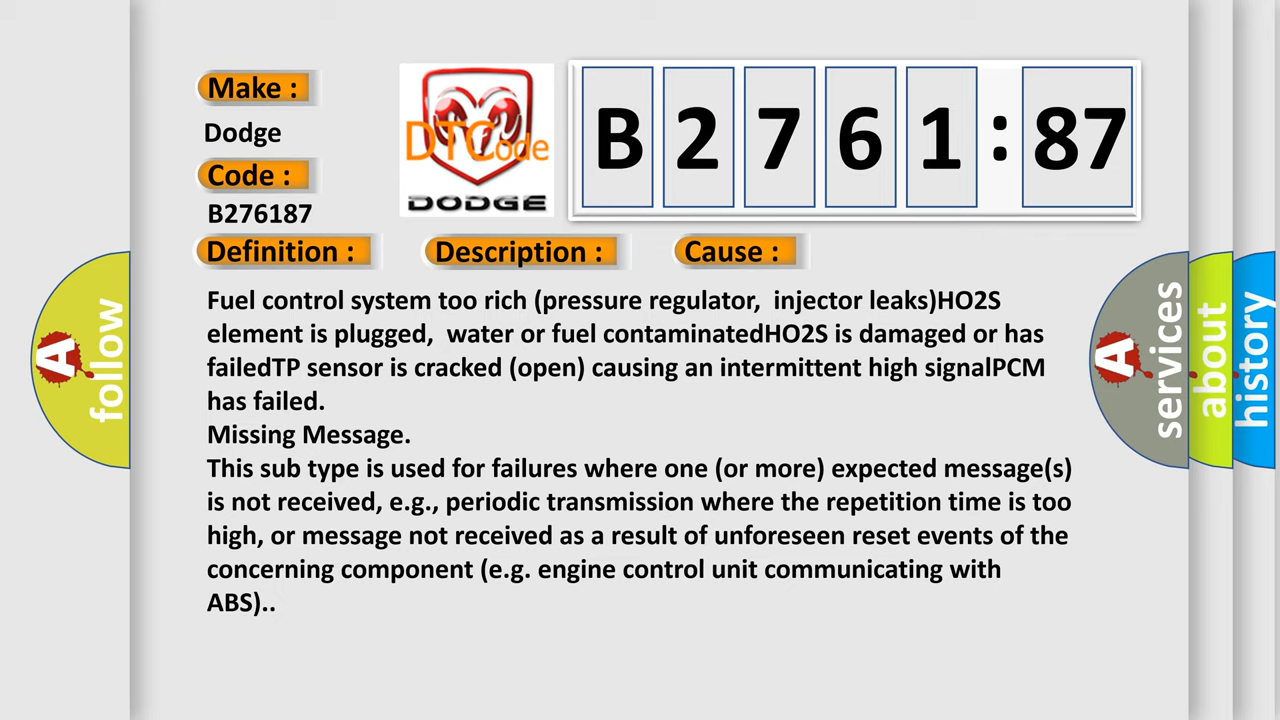 Make :
Dodge
Code :
B276187
DTCode
DODGE
B 2 7 6 1 : 87
Definition :
Description :
Cause :
Fuel control system too rich (pressure regulator,  injector leaks)HO2S
element is plugged,  water or fuel contaminatedHO2S is damaged or has
failedTP sensor is cracked (open) causing an intermittent high signalPCM
has failed.
Missing Message.
This sub type is used for failures where one (or more) expected message(s)
is not received, e.g., periodic transmission where the repetition time is too
high, or message not received as a result of unforeseen reset events of the
concerning component (e.g. engine control unit communicating with
ABS)..
A
follow
A
services
about
history